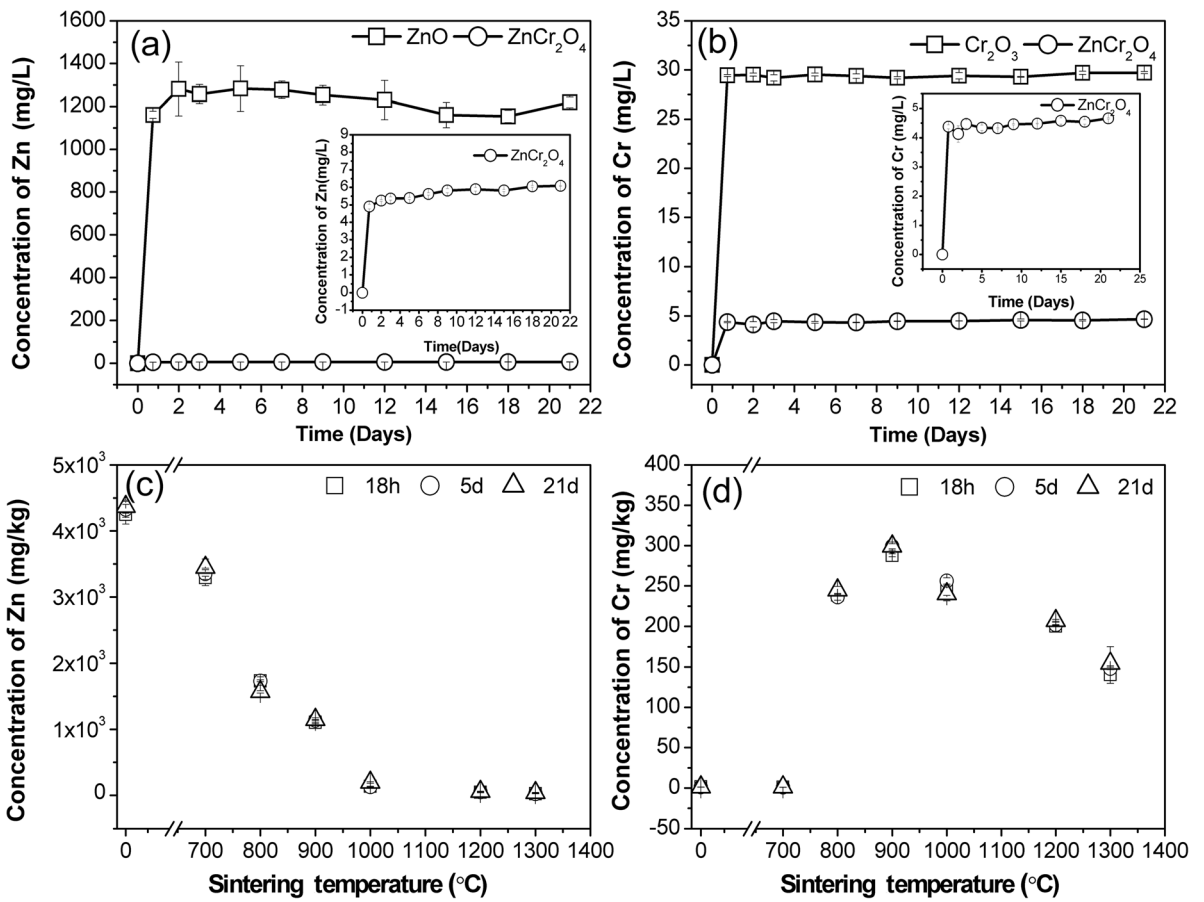 (a)
ZnO ZnCr₂O₄
1600
1400
1200
1000
800
600
400
200
0
Concentration of Zn (mg/L)
0 2 4 6 8 10 12 14 16 18 20 22
Time (Days)
ZnCr₂O₄
9
8
7
6
5
4
3
2
1
0
-1
Concentration of Zn(mg/L)
0 2 4 6 8 10 12 14 16 18 20 22
Time(Days)
(b)
Cr₂O₃ ZnCr₂O₄
35
30
25
20
15
10
5
0
Concentration of Cr (mg/L)
0 2 4 6 8 10 12 14 16 18 20 22
Time (Days)
ZnCr₂O₄
5
4
3
2
1
0
Concentration of Cr (mg/L)
0 5 10 15 20 25
Time (Days)
(c)
18h 5d 21d
5x10³
4x10³
3x10³
2x10³
1x10³
0
Concentration of Zn (mg/kg)
0 700 800 900 1000 1100 1200 1300 1400
Sintering temperature (°C)
(d)
18h 5d 21d
400
350
300
250
200
150
100
50
0
-50
Concentration of Cr (mg/kg)
0 700 800 900 1000 1100 1200 1300 1400
Sintering temperature (°C)